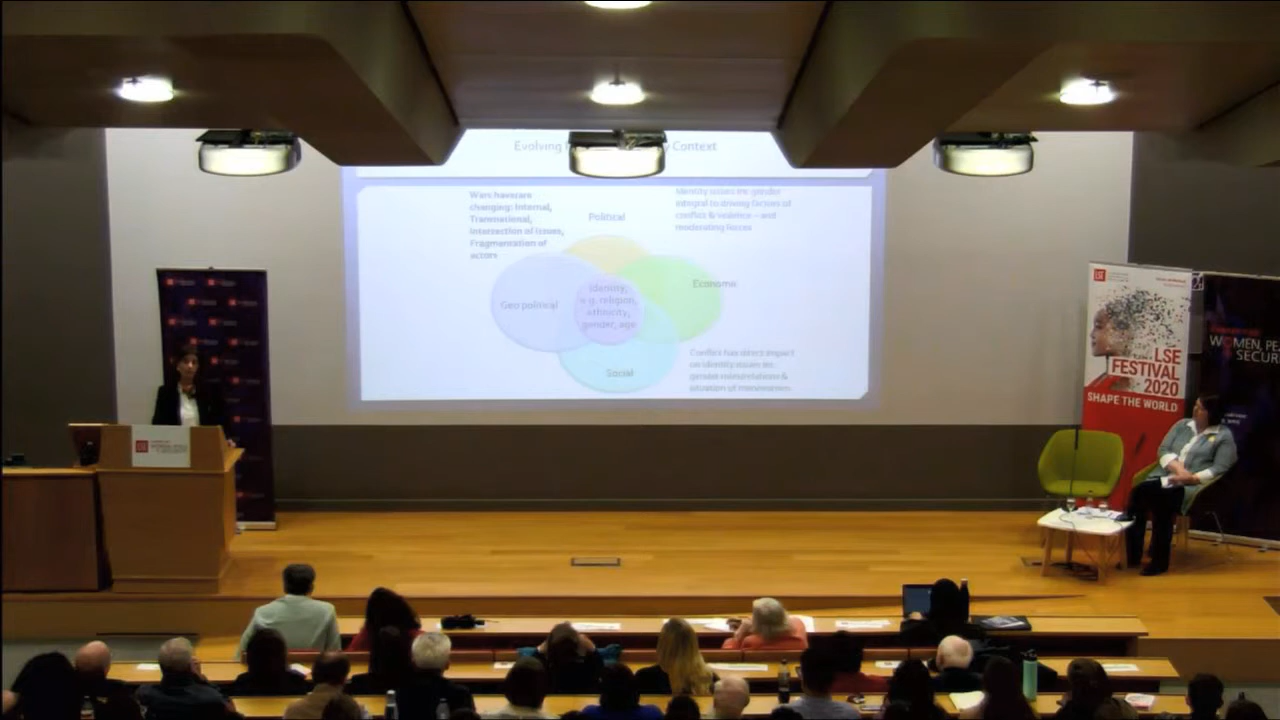 Evolving
Context
Wars have/are
changing: Internal,
Transnational,
Intersection of issues,
Fragmentation of
actors
Political
Identity issues inc gender
integral to driving factors of
conflict & violence – and
moderating forces
Geo political
Identity;
e.g. religion,
ethnicity,
gender, age
Economic
Social
Conflict has direct impact
on identity issues inc.
gender
situation of
LSE
LSE
FESTIVAL
2020
SHAPE THE WORLD
WOMEN, PE
SECUR